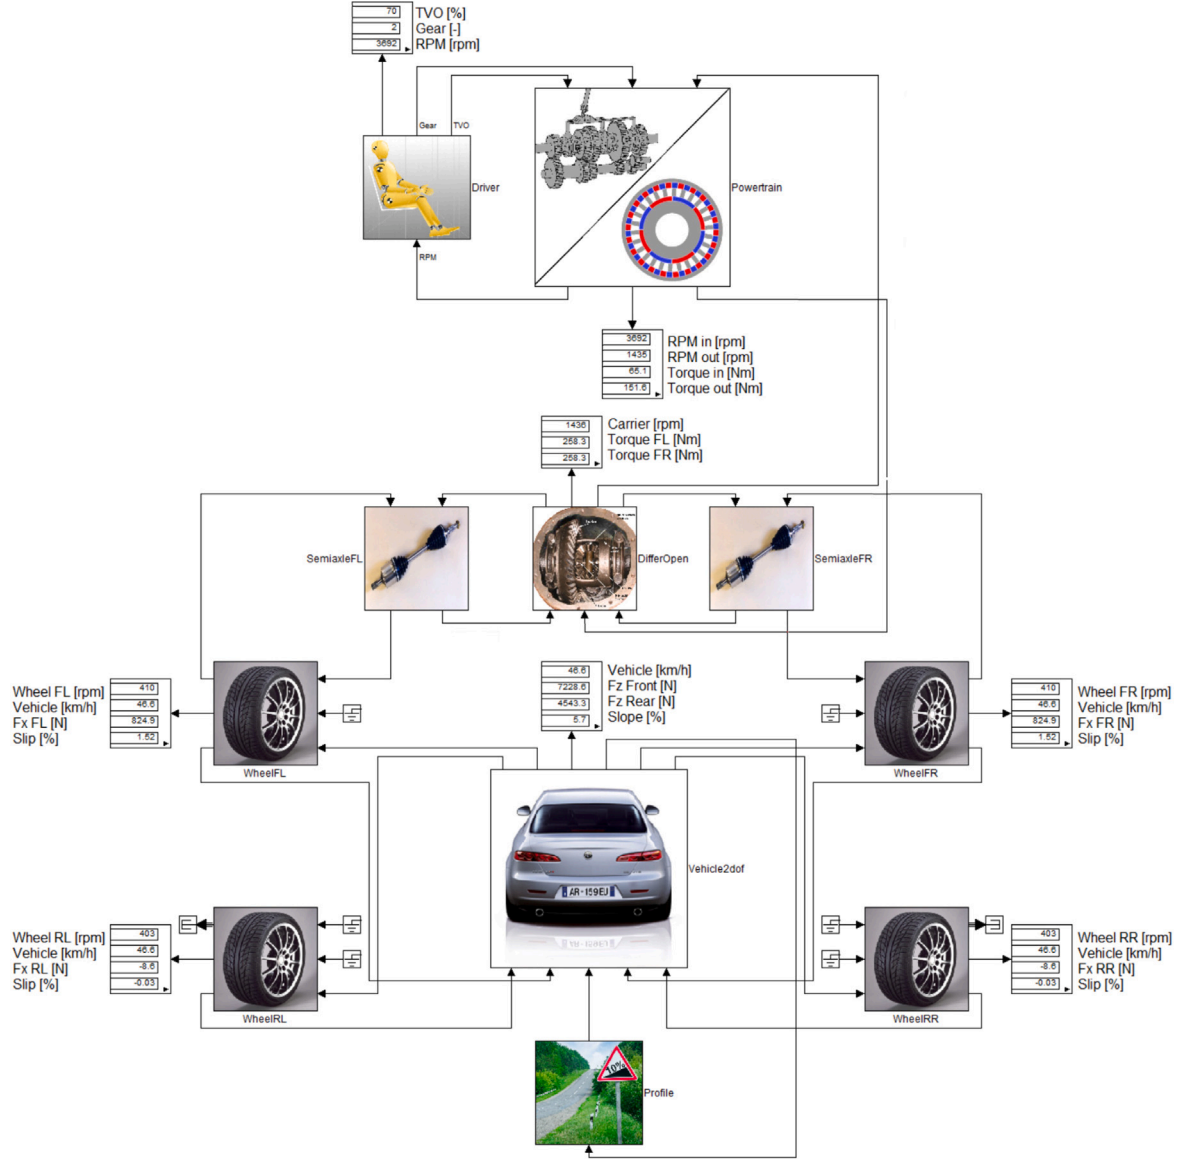 70 TVO [%]
2 Gear [-]
3692 RPM [rpm]
Gear TVO
Driver
Powertrain
RPM
3692 RPM in [rpm]
1435 RPM out [rpm]
65.1 Torque in [Nm]
151.6 Torque out [Nm]
1436 Carrier [rpm]
258.3 Torque FL [Nm]
258.3 Torque FR [Nm]
SemiaxleFL
DifferOpen
SemiaxleFR
Wheel FL [rpm] 410
Vehicle [km/h] 46.6
Fx FL [N] 824.9
Slip [%] 1.52
WheelFL
46.6 Vehicle [km/h]
7228.6 Fz Front [N]
4543.3 Fz Rear [N]
5.7 Slope [%]
410 Wheel FR [rpm]
46.6 Vehicle [km/h]
824.9 Fx FR [N]
1.52 Slip [%]
WheelFR
AR-159EU
Vehicle2dof
Wheel RL [rpm] 403
Vehicle [km/h] 46.6
Fx RL [N] -8.6
Slip [%] -0.03
WheelRL
403 Wheel RR [rpm]
46.6 Vehicle [km/h]
-8.6 Fx RR [N]
-0.03 Slip [%]
WheelRR
10%
Profile